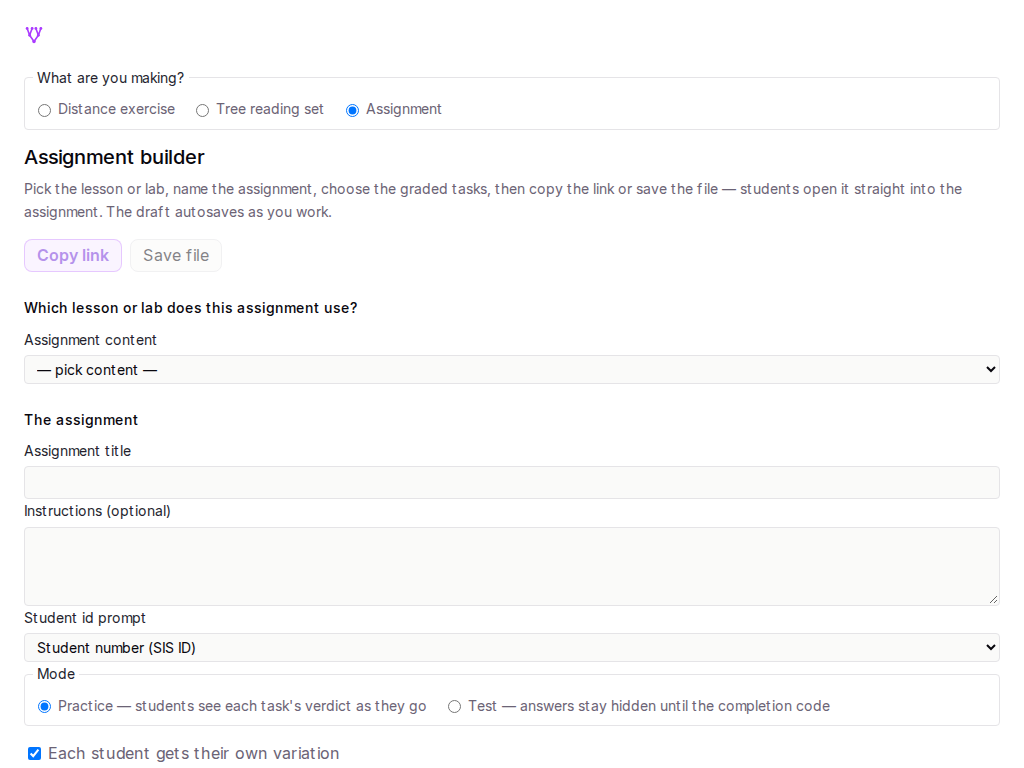 What are you making?
Distance exercise
Tree reading set
Assignment
Assignment builder
Pick the lesson or lab, name the assignment, choose the graded tasks, then copy the link or save the file — students open it straight into the
assignment. The draft autosaves as you work.
Copy link
Save file
Which lesson or lab does this assignment use?
Assignment content
— pick content —
The assignment
Assignment title
Instructions (optional)
Student id prompt
Student number (SIS ID)
Mode
Practice — students see each task's verdict as they go
Test — answers stay hidden until the completion code
Each student gets their own variation